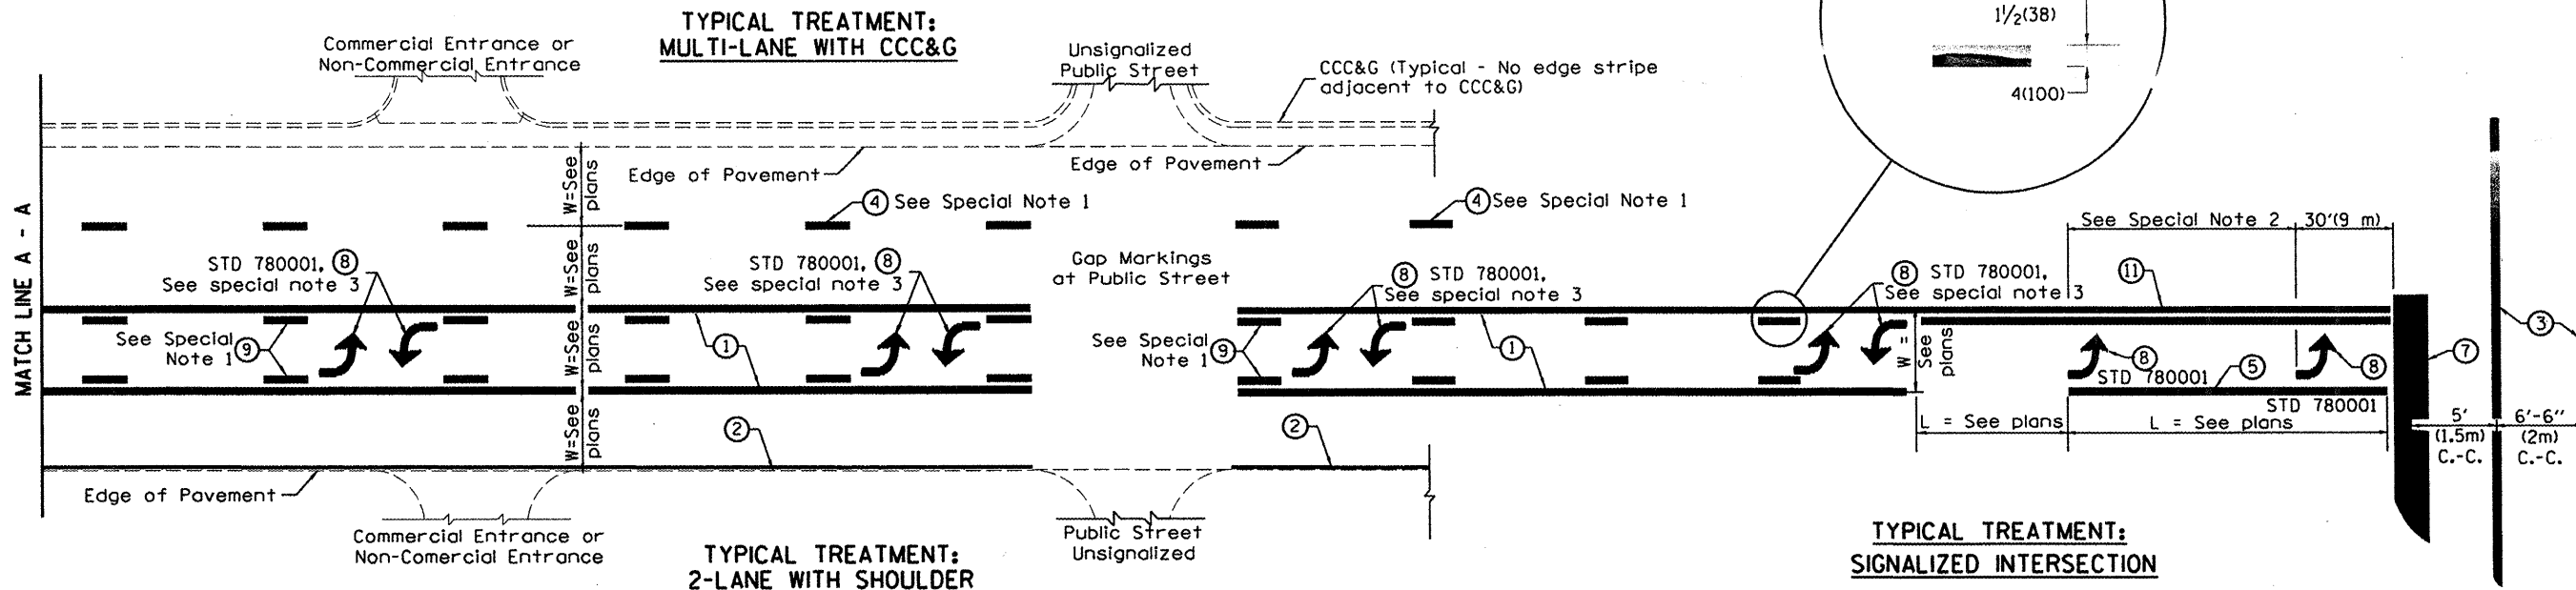 TYPICAL TREATMENT:
MULTI-LANE WITH CCC&G
Commercial Entrance or
Non-Commercial Entrance
Unsignalized
Public Street
CCC&G (Typical - No edge stripe
adjacent to CCC&G)
1 1/2(38)
4(100)
Edge of Pavement
Edge of Pavement
MATCH LINE A - A
W=See
plans
W=See
plans
W=See
plans
W=See
plans
4 See Special Note 1
4 See Special Note 1
STD 780001, 8
See special note 3
STD 780001, 8
See special note 3
Gap Markings
at Public Street
8 STD 780001,
See special note 3
8 STD 780001,
See special note 3
See Special Note 2
30'(9 m)
11
See Special
Note 1 9
1
See Special
Note 1 9
1
W =
See
plans
8
STD 780001
5
8
STD 780001
7
3
L = See plans
L = See plans
5'
(1.5m)
C.-C.
6'-6"
(2m)
C.-C.
2
2
Edge of Pavement
Commercial Entrance or
Non-Comercial Entrance
Public Street
Unsignalized
TYPICAL TREATMENT:
2-LANE WITH SHOULDER
TYPICAL TREATMENT:
SIGNALIZED INTERSECTION